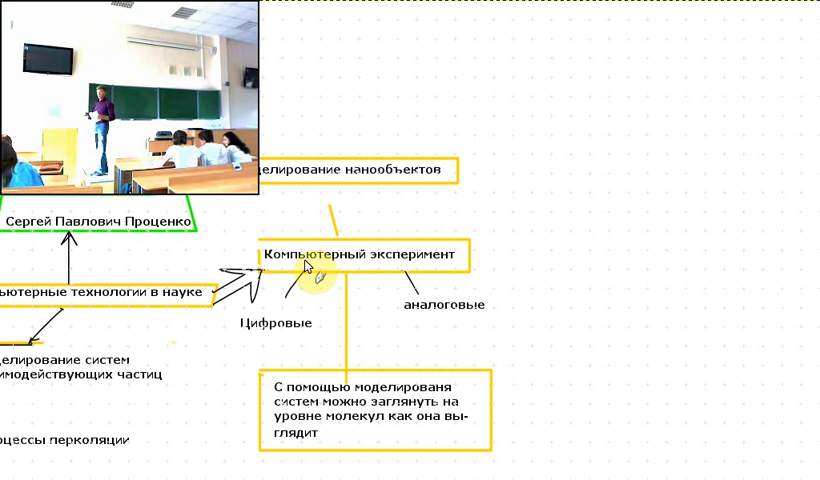 делирование нанообъектов
Сергей Павлович Проценко
Компьютерный эксперимент
ьютерные технологии в науке
Цифровые
аналоговые
делирование систем
имодействующих частиц
С помощью моделированя
систем можно заглянуть на
уровне молекул как она вы-
глядит
оцессы перколяции